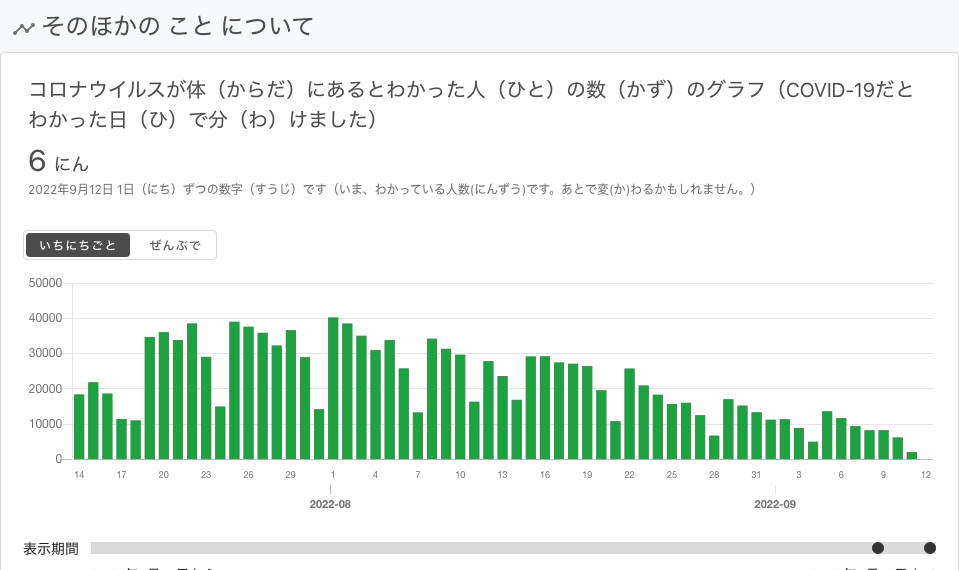 そのほかの こと について
コロナウイルスが体（からだ）にあるとわかった人（ひと）の数（かず）のグラフ（COVID-19だと
わかった日（ひ）で分（わ）けました）
6 にん
2022年9月12日 1日（にち）ずつの数字（すうじ）です（いま、わかっている人数(にんずう)です。あとで変(か)わるかもしれません。）
いちにちごと ぜんぶで
50000
40000
30000
20000
10000
0
14 17 20 23 26 29 1 4 7 10 13 16 19 22 25 28 31 3 6 9 12
2022-08 2022-09
表示期間